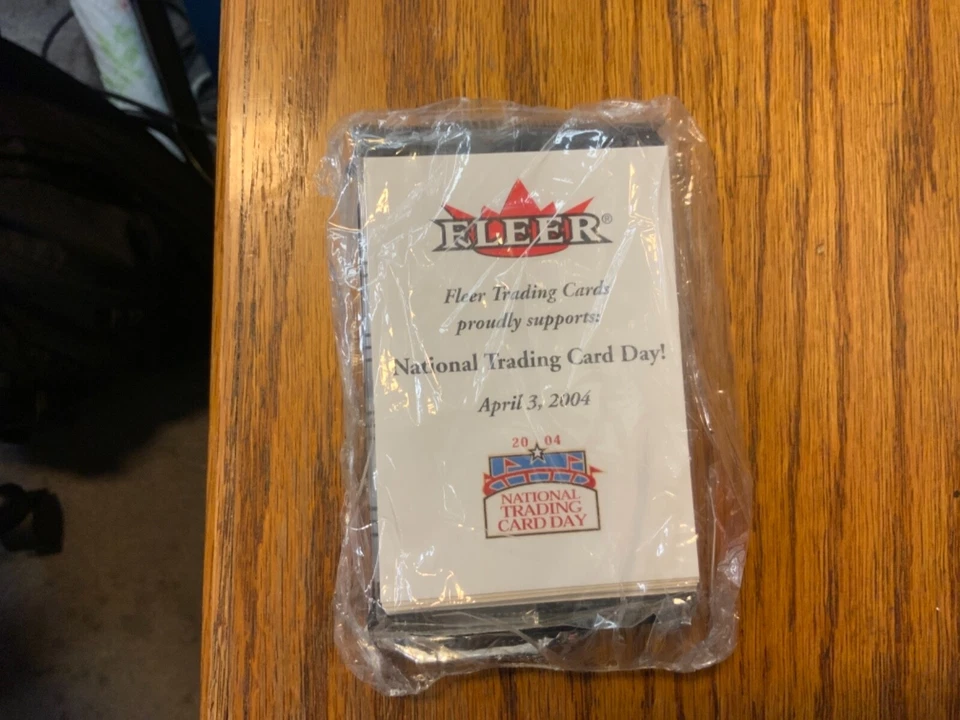 FLEER®
Fleer Trading Cards
proudly supports:
National Trading Card Day!
April 3, 2004
20 04
NATIONAL
TRADING
CARD DAY